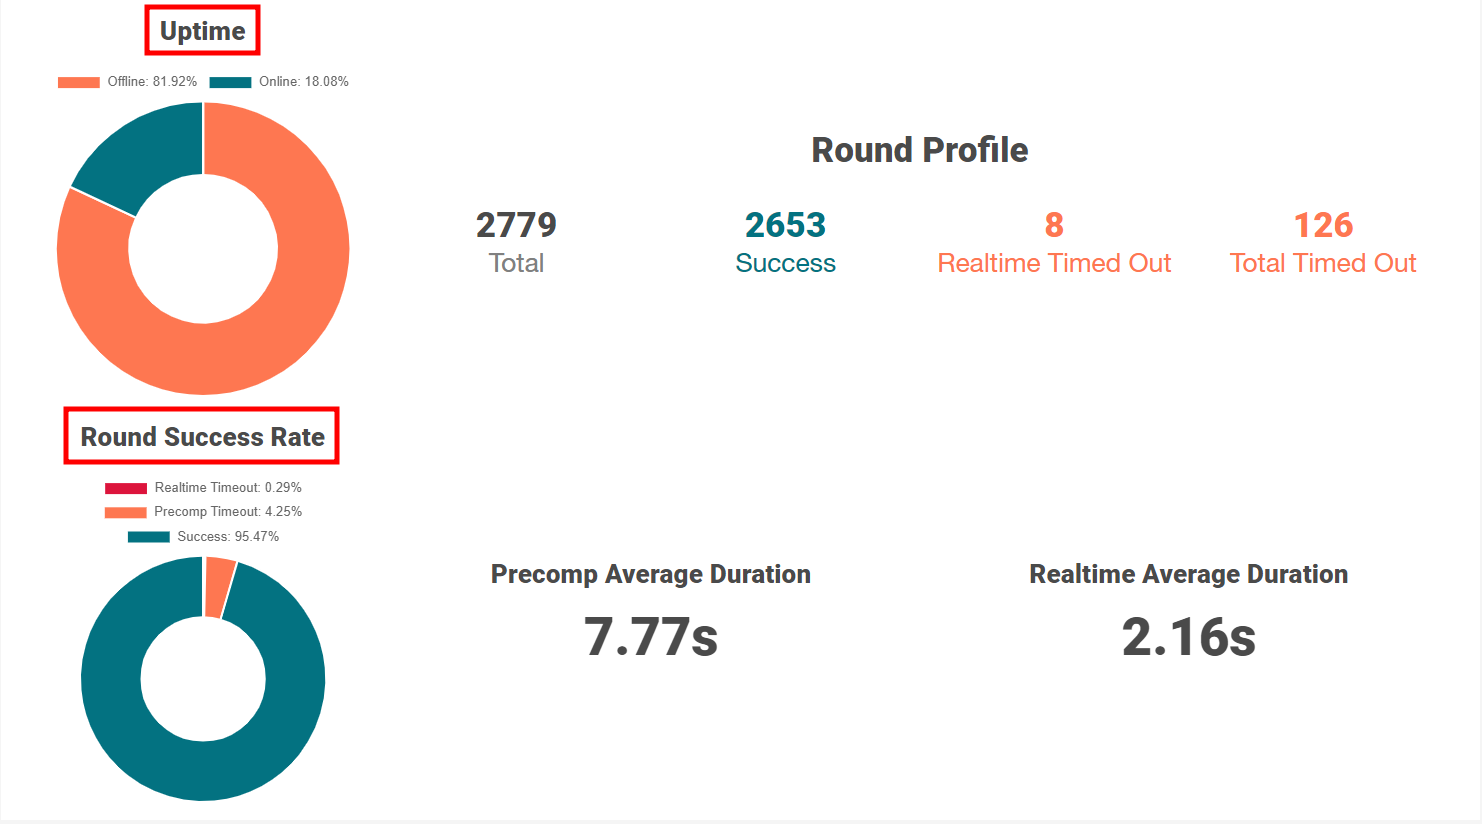 Uptime
Offline: 81.92% Online: 18.08%
Round Profile
2779 2653 8 126
Total Success Realtime Timed Out Total Timed Out
Round Success Rate
Realtime Timeout: 0.29%
Precomp Timeout: 4.25%
Success: 95.47%
Precomp Average Duration Realtime Average Duration
7.77s 2.16s